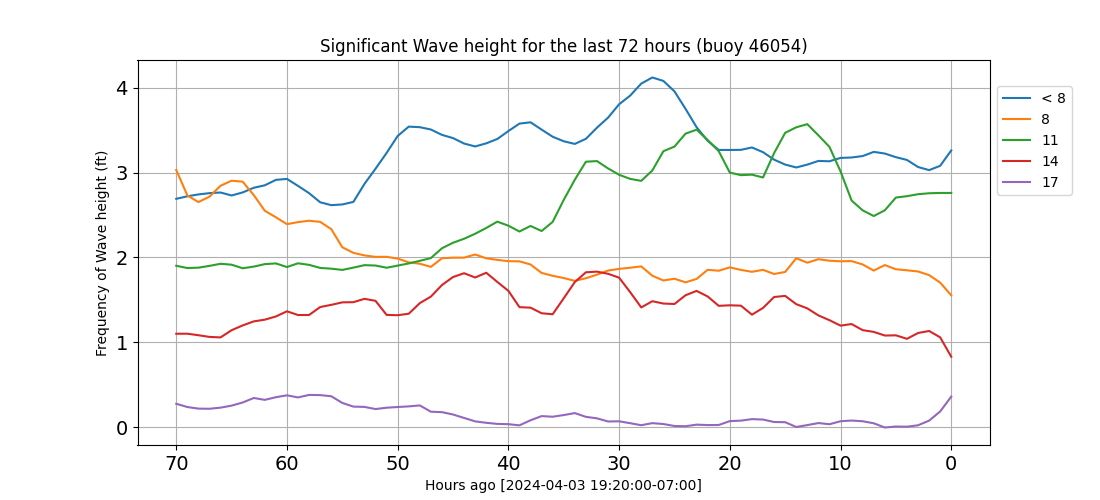 Significant Wave height for the last 72 hours (buoy 46054)
Frequency of Wave height (ft)
4
3
2
1
0
70 60 50 40 30 20 10 0
Hours ago [2024-04-03 19:20:00-07:00]
< 8
8
11
14
17